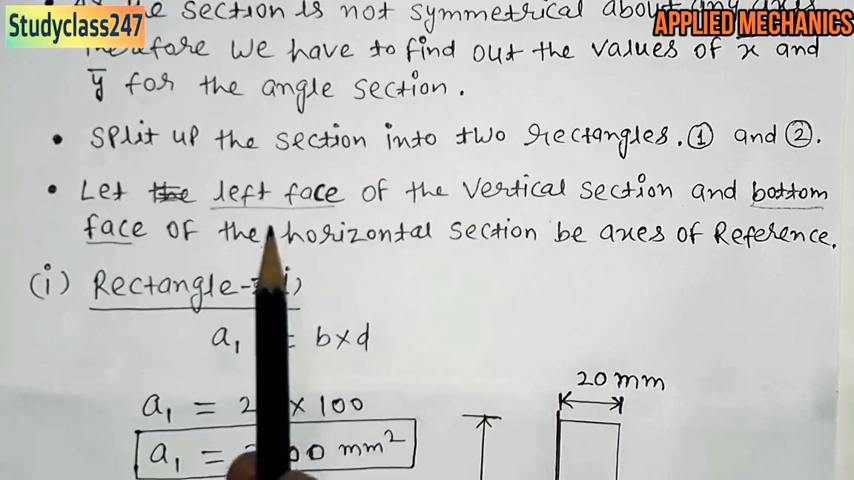 Studyclass247
APPLIED MECHANICS
the section is not symmetrical about any axis
Therefore we have to find out the values of x̅ and
y̅ for the angle section.
• Split up the section into two rectangles. ① and ②.
• Let the left face of the vertical section and bottom
face of the horizontal section be axes of Reference.
(i) Rectangle-
a₁ = b×d
20 mm
a₁ = 2 × 100
a₁ = 00 mm²